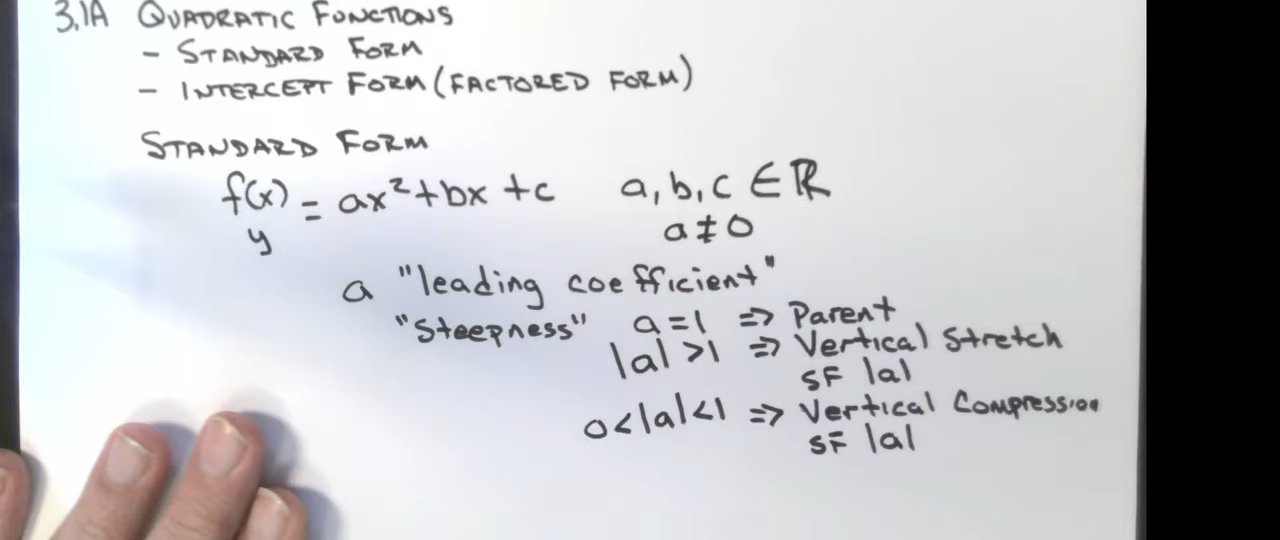 3.1A QUADRATIC FUNCTIONS
- STANDARD FORM
- INTERCEPT FORM (FACTORED FORM)
STANDARD FORM
f(x) = ax²+bx+c a, b, c ∈ ℝ
y a≠0
a "leading coefficient"
"Steepness" a=1 ⇒ Parent
|a|>1 ⇒ Vertical Stretch
SF |a|
0<|a|<1 ⇒ Vertical Compression
SF |a|